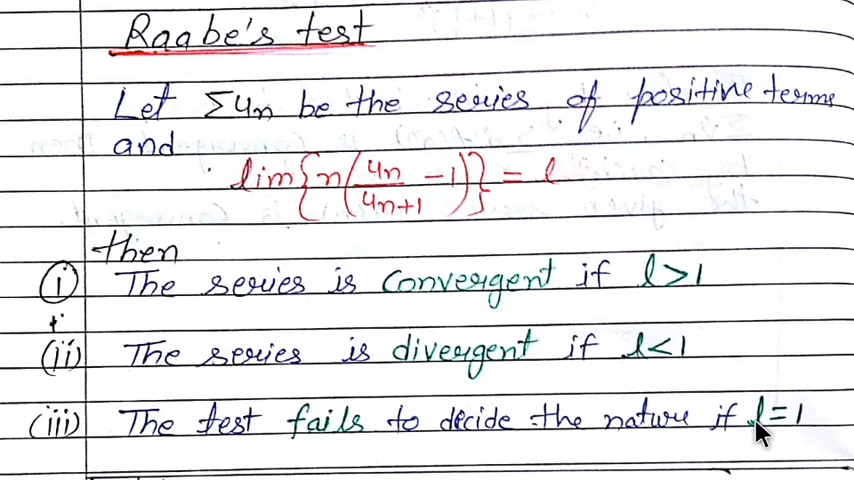 Raabe's test
Let Σun be the series of positive terms
and
lim{n(un/un+1 −1)} = l
then
(i) The series is convergent if l>1
(ii) The series is divergent if l<1
(iii) The test fails to decide the nature if l=1